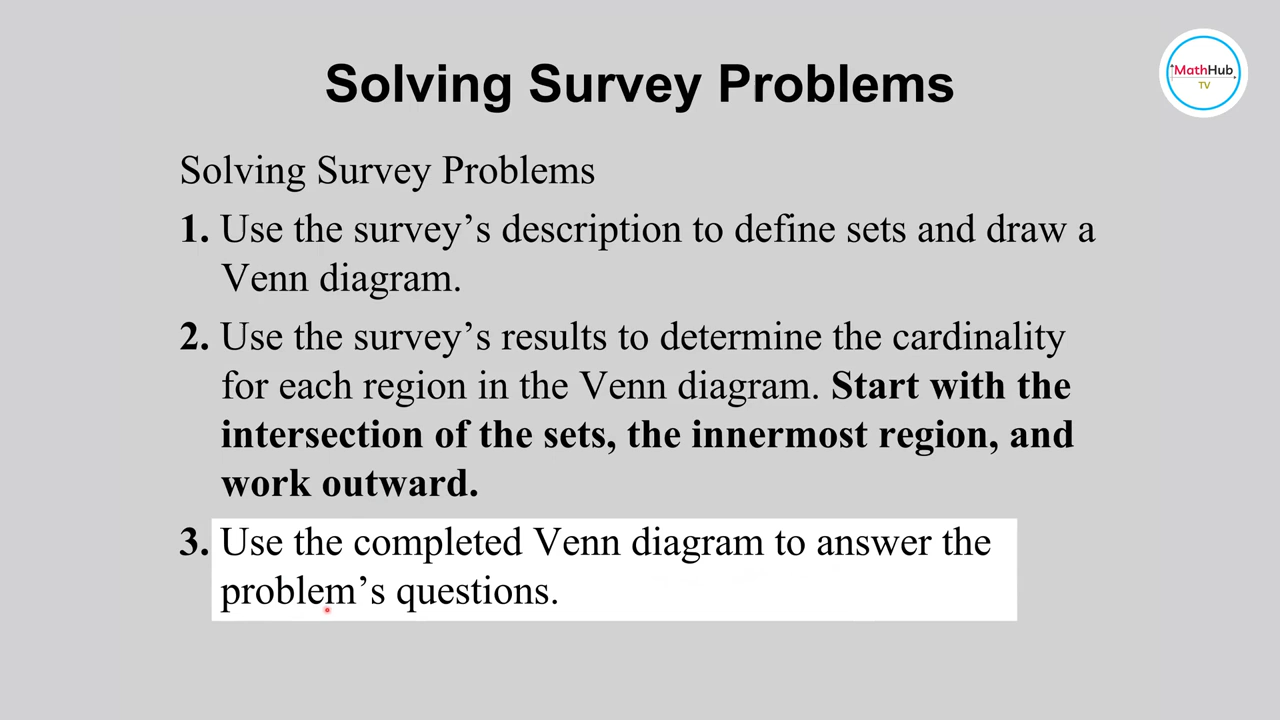 Solving Survey Problems
MathHub
TV
Solving Survey Problems
1. Use the survey’s description to define sets and draw a
Venn diagram.
2. Use the survey’s results to determine the cardinality
for each region in the Venn diagram. Start with the
intersection of the sets, the innermost region, and
work outward.
3. Use the completed Venn diagram to answer the
problem’s questions.